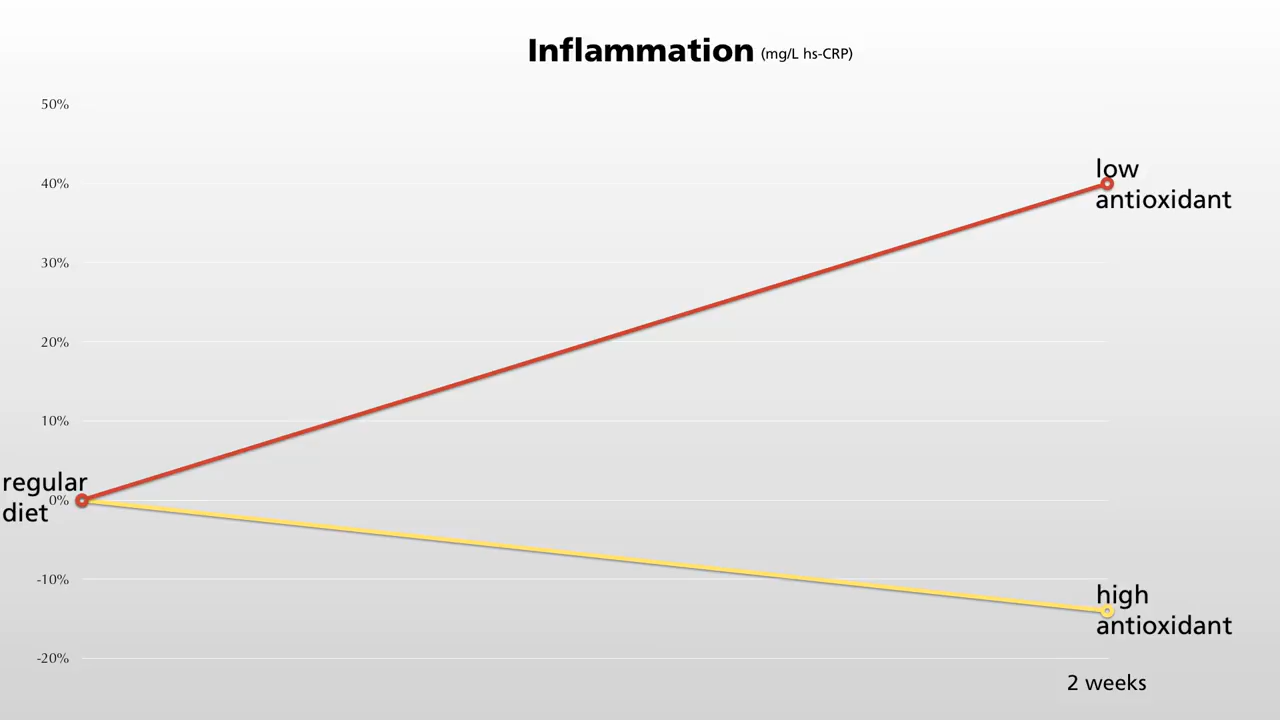 Inflammation (mg/L hs-CRP)
50%
low
40%
antioxidant
30%
20%
10%
regular
0%
diet
-10%
high
antioxidant
-20%
2 weeks